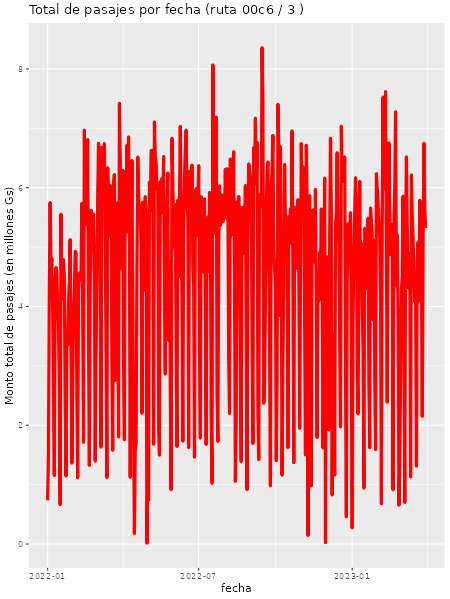 Total de pasajes por fecha (ruta 00c6 / 3 )
Monto total de pasajes (en millones Gs)
8
6
4
2
0
2022-01 2022-07 2023-01
fecha